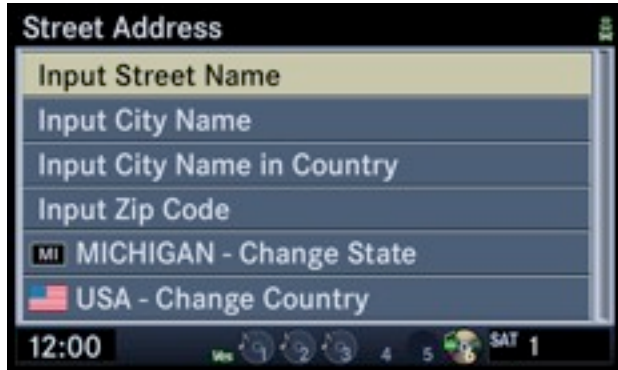 Street Address
Input Street Name
Input City Name
Input City Name in Country
Input Zip Code
MI MICHIGAN - Change State
USA - Change Country
12:00 Ves 1 2 3 4 5 6 SAT 1